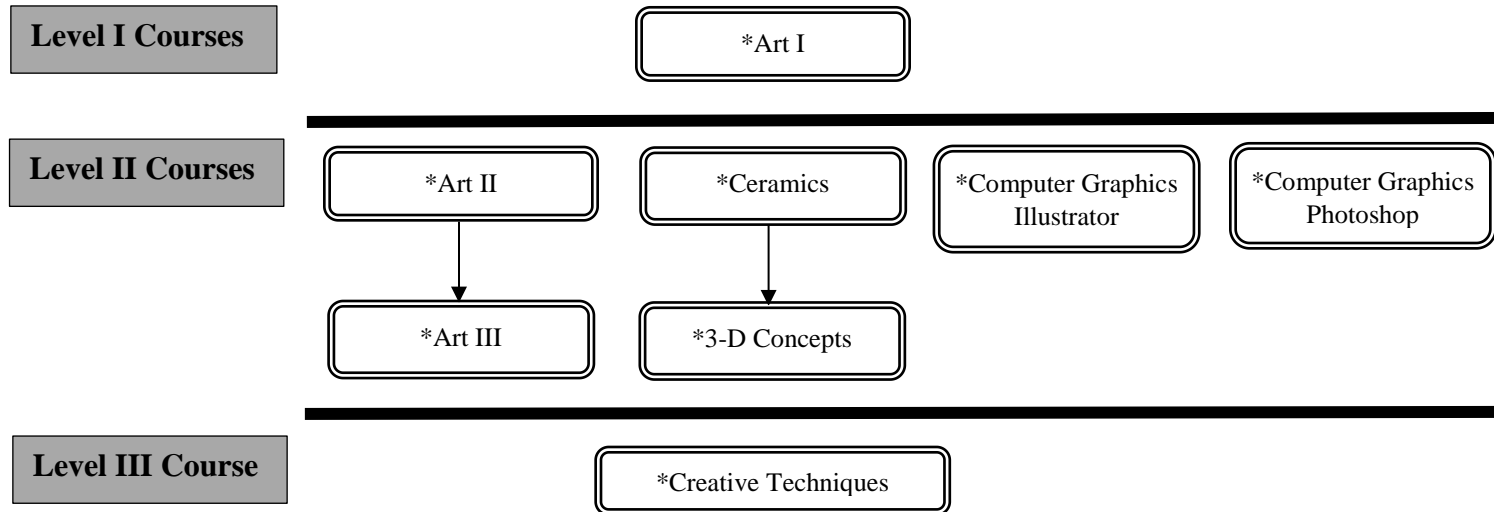 Level I Courses
*Art I
Level II Courses
*Art II
*Ceramics
*Computer Graphics
Illustrator
*Computer Graphics
Photoshop
*Art III
*3-D Concepts
Level III Course
*Creative Techniques